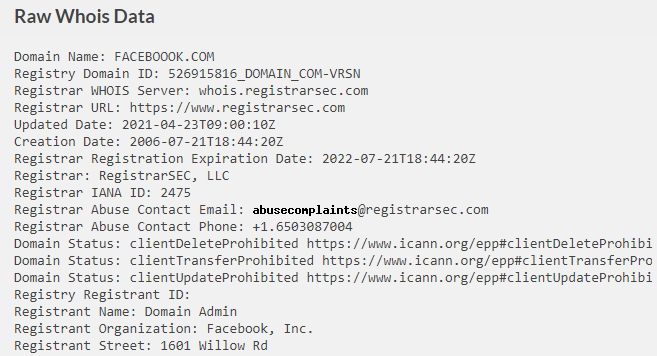 Raw Whois Data
Domain Name: FACEBOOOK.COM
Registry Domain ID: 526915816_DOMAIN_COM-VRSN
Registrar WHOIS Server: whois.registrarsec.com
Registrar URL: https://www.registrarsec.com
Updated Date: 2021-04-23T09:00:10Z
Creation Date: 2006-07-21T18:44:20Z
Registrar Registration Expiration Date: 2022-07-21T18:44:20Z
Registrar: RegistrarSEC, LLC
Registrar IANA ID: 2475
Registrar Abuse Contact Email: abusecomplaints@registrarsec.com
Registrar Abuse Contact Phone: +1.6503087004
Domain Status: clientDeleteProhibited https://www.icann.org/epp#clientDeleteProhibi
Domain Status: clientTransferProhibited https://www.icann.org/epp#clientTransferPro
Domain Status: clientUpdateProhibited https://www.icann.org/epp#clientUpdateProhibi
Registry Registrant ID:
Registrant Name: Domain Admin
Registrant Organization: Facebook, Inc.
Registrant Street: 1601 Willow Rd